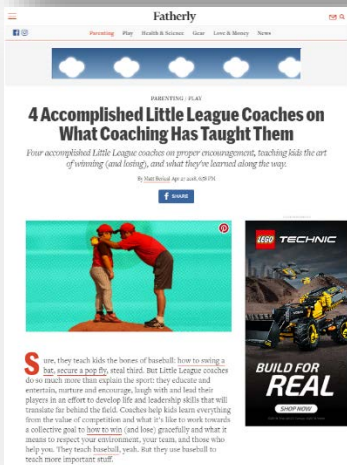 Fatherly
Parenting Play Health & Science Gear Love & Money News
PARENTING / PLAY
4 Accomplished Little League Coaches on
What Coaching Has Taught Them
Four accomplished Little League coaches on proper encouragement, teaching kids the art
of winning (and losing), and what they've learned along the way.
By Matt Berical Apr 27 2018,
SHARE
LEGO TECHNIC
BUILD FOR
REAL
SHOP NOW
Sure, they teach kids the bones of baseball: how to swing a
bat, secure a pop fly, steal third. But Little League coaches
do so much more than explain the sport: they educate and
entertain, nurture and encourage, laugh with and lead their
players in an effort to develop life and leadership skills that will
translate far behind the field. Coaches help kids learn everything
from the value of competition and what it's like to work towards
a collective goal to how to win (and lose) gracefully and what it
means to respect your environment, your team, and those who
help you. They teach baseball, yeah. But they use baseball to
teach more important stuff.